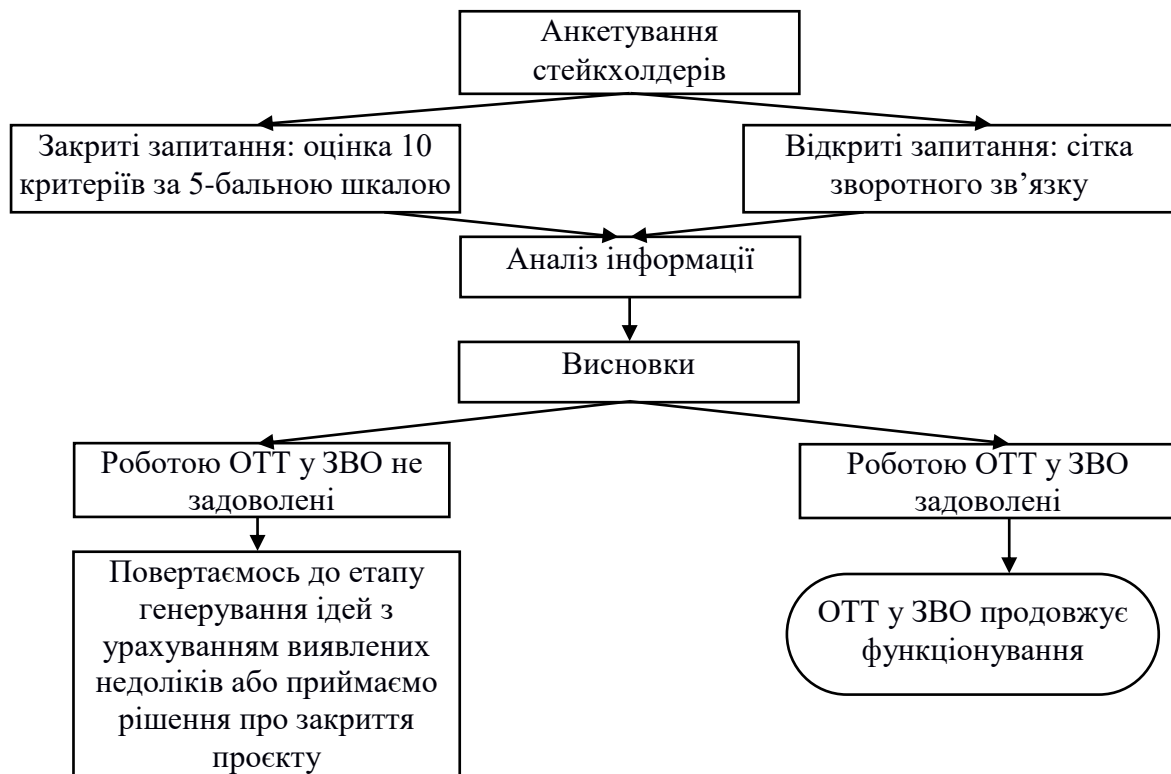 Анкетування
стейкхолдерів
Закриті запитання: оцінка 10
критеріїв за 5-бальною шкалою
Відкриті запитання: сітка
зворотного зв’язку
Аналіз інформації
Висновки
Роботою ОТТ у ЗВО не
задоволені
Роботою ОТТ у ЗВО
задоволені
Повертаємось до етапу
генерування ідей з
урахуванням виявлених
недоліків або приймаємо
рішення про закриття
проєкту
ОТТ у ЗВО продовжує
функціонування